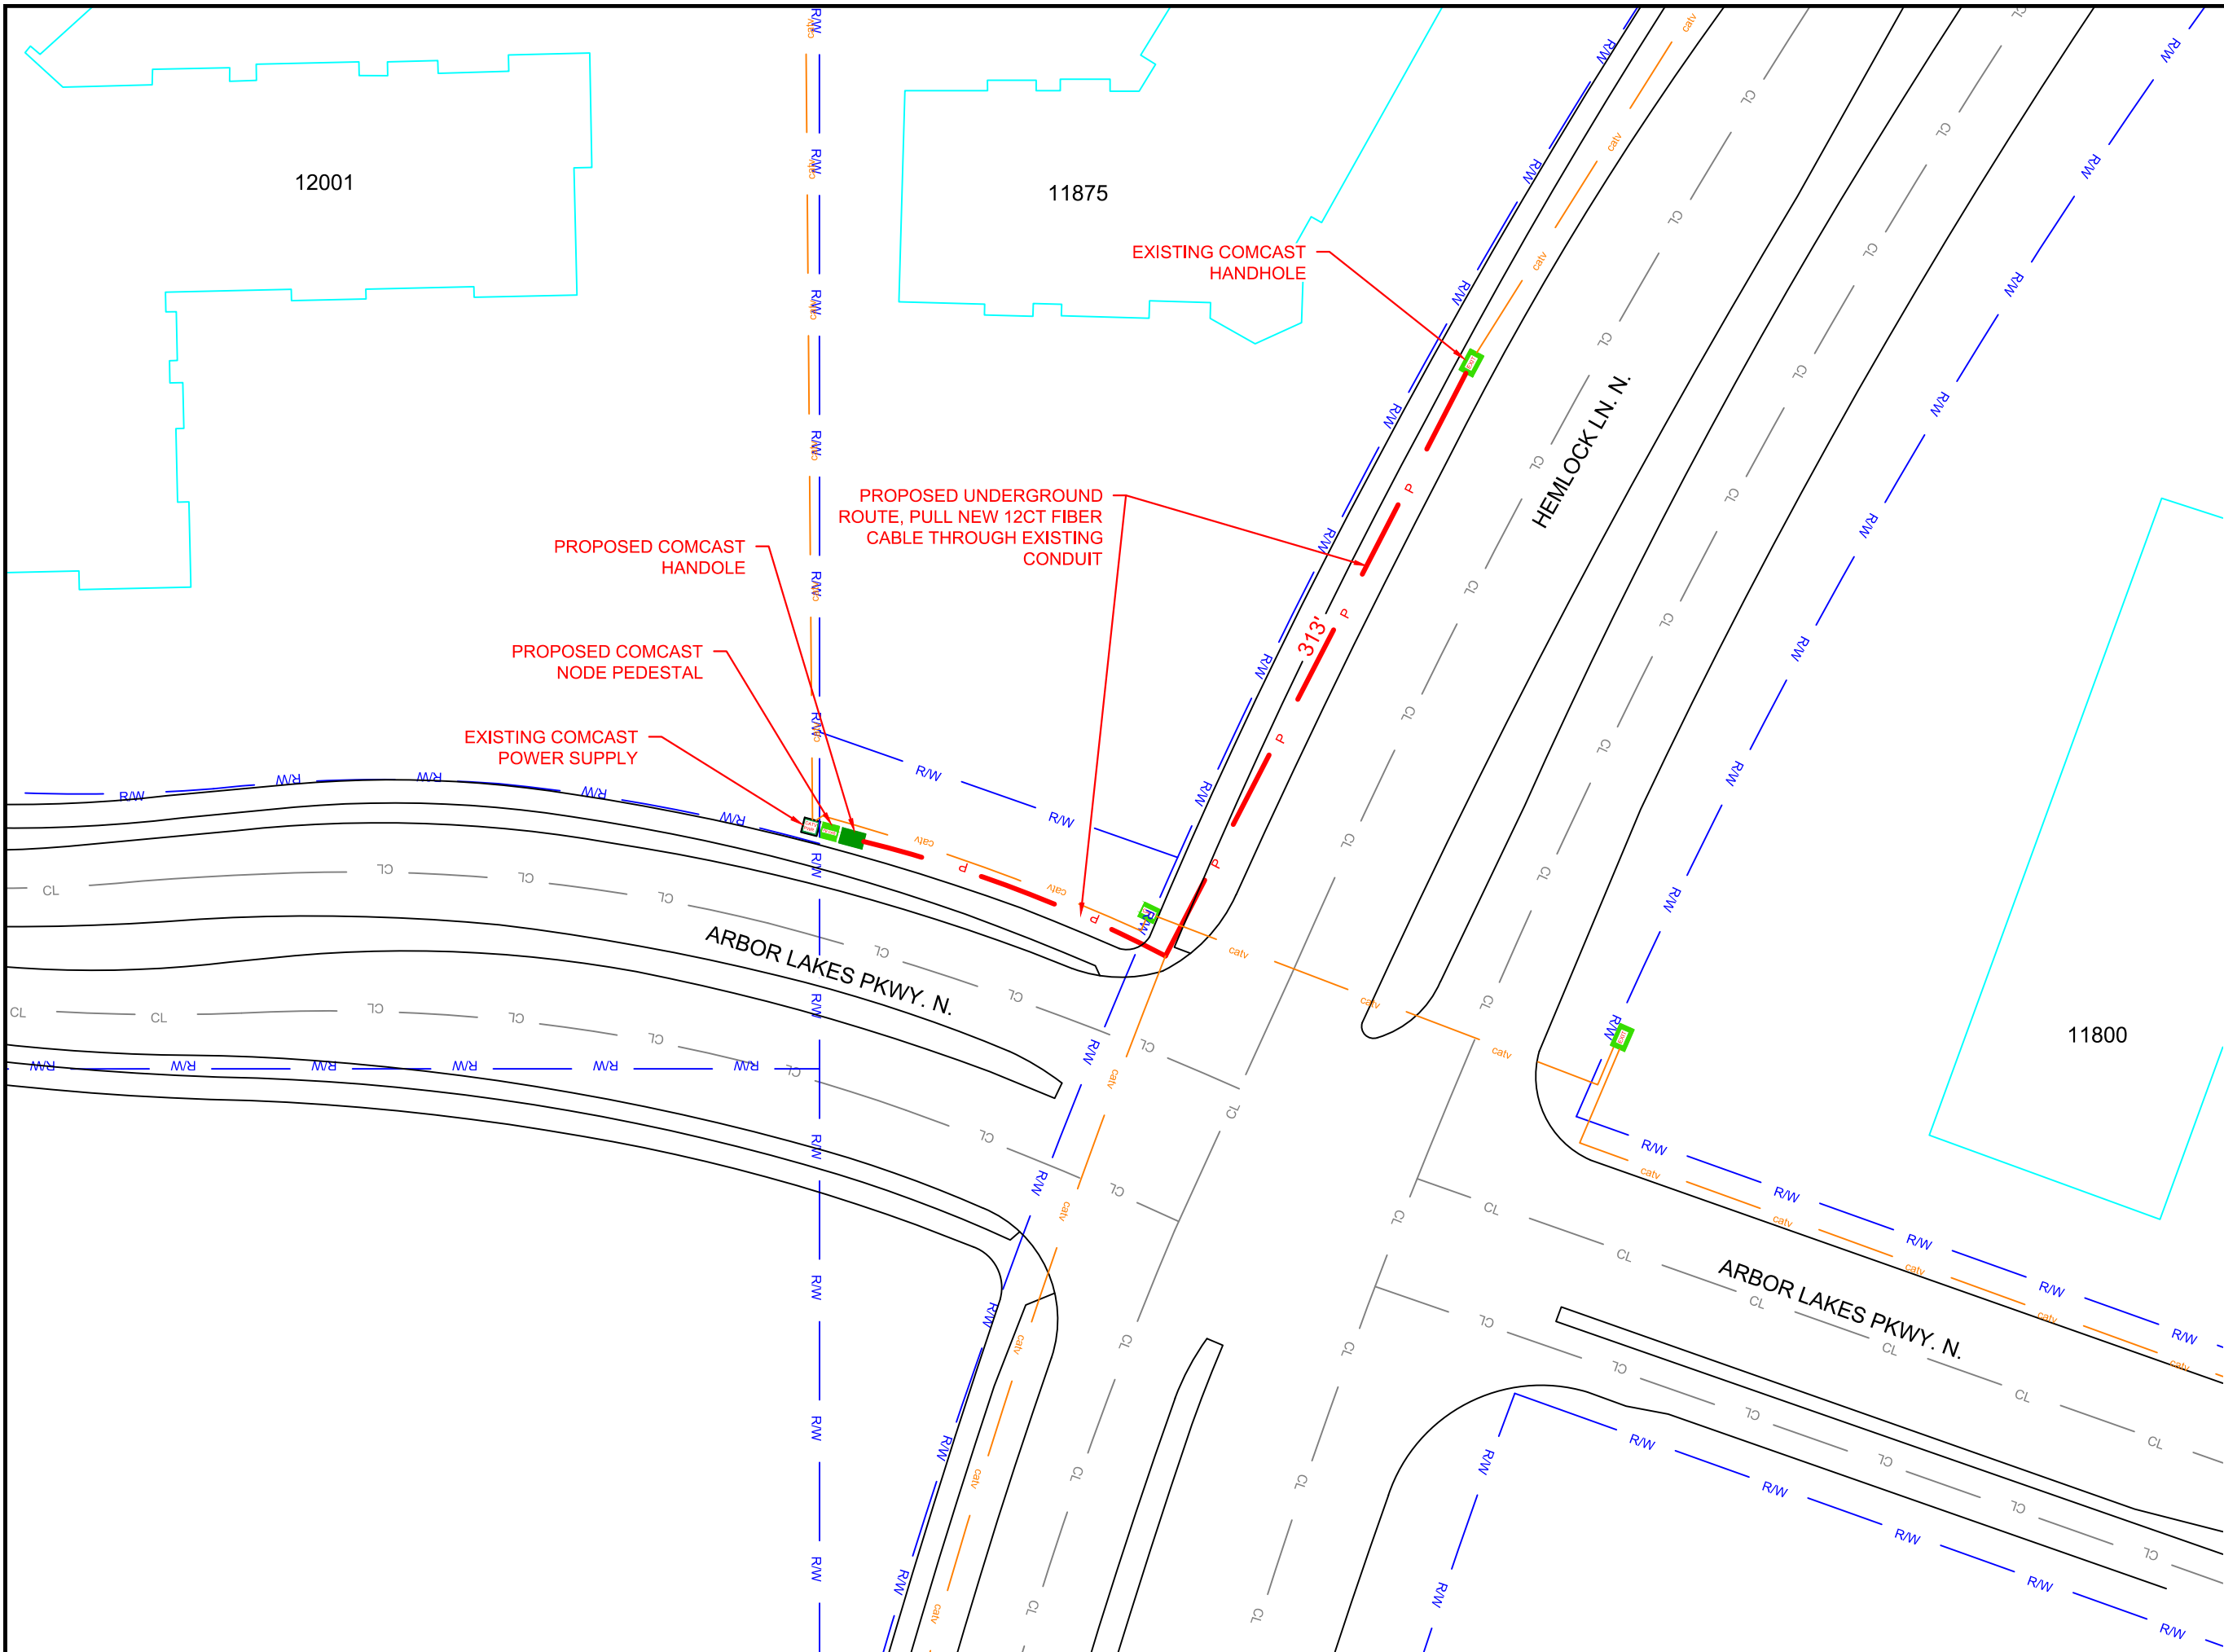 12001
11875
EXISTING COMCAST
HANDHOLE
HEMLOCK LN. N.
PROPOSED UNDERGROUND
ROUTE, PULL NEW 12CT FIBER
CABLE THROUGH EXISTING
CONDUIT
PROPOSED COMCAST
HANDOLE
313'
PROPOSED COMCAST
NODE PEDESTAL
EXISTING COMCAST
POWER SUPPLY
ARBOR LAKES PKWY. N.
11800
ARBOR LAKES PKWY. N.
R/W
catv
CL
P